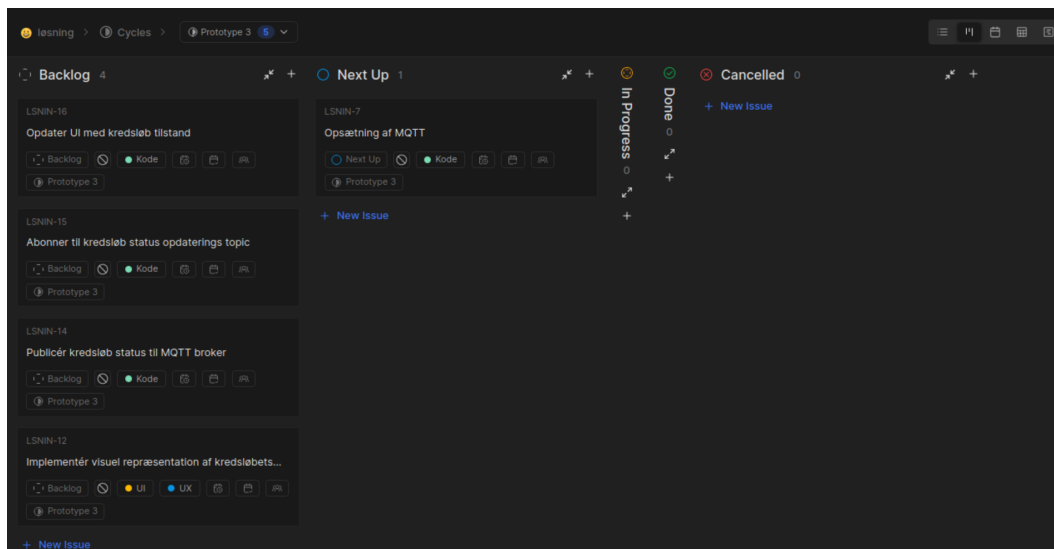 løsning > Cycles > Prototype 3 5
Backlog 4
LSNIN-16
Opdater UI med kredsløb tilstand
Backlog Kode
Prototype 3
LSNIN-15
Abonner til kredsløb status opdaterings topic
Backlog Kode
Prototype 3
LSNIN-14
Publicér kredsløb status til MQTT broker
Backlog Kode
Prototype 3
LSNIN-12
Implementér visuel repræsentation af kredsløbets...
Backlog UI UX
Prototype 3
+ New Issue
Next Up 1
LSNIN-7
Opsætning af MQTT
Next Up Kode
Prototype 3
+ New Issue
In Progress 0
Done 0
Cancelled 0
+ New Issue